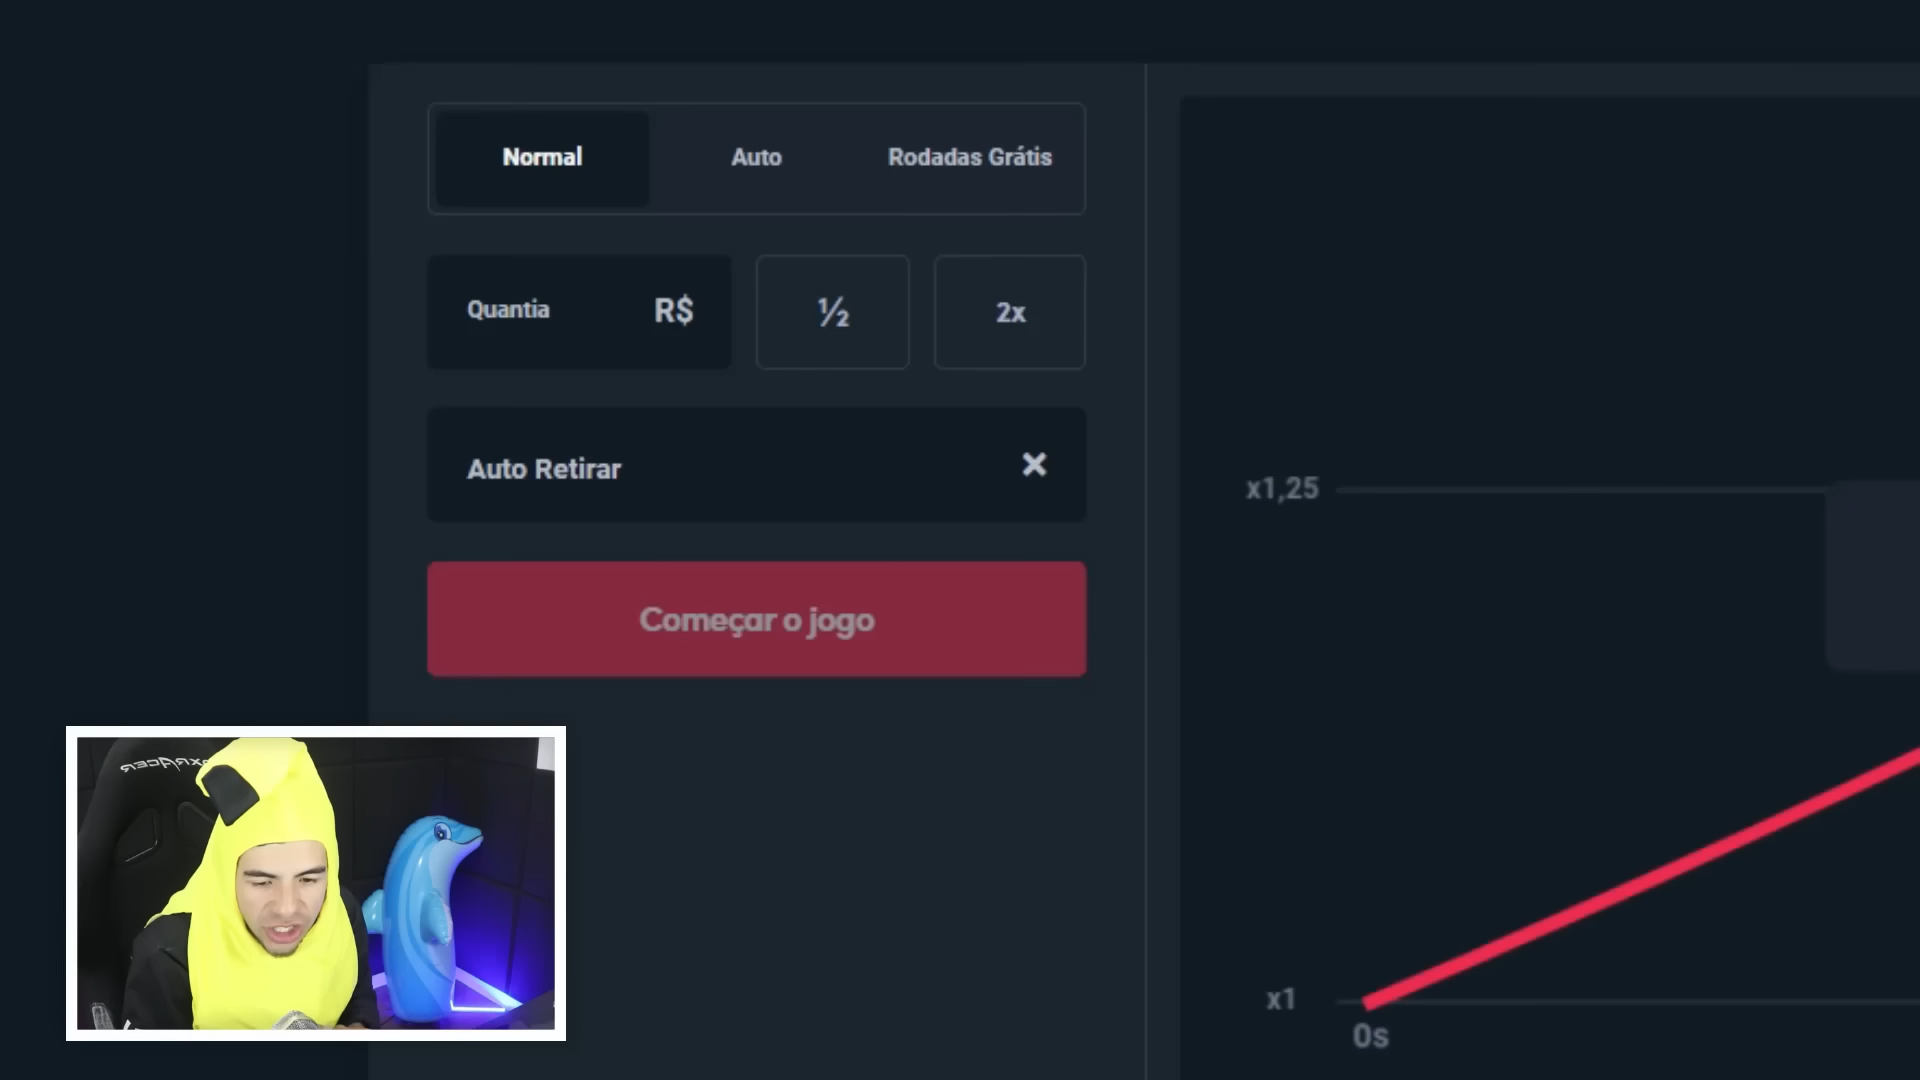 Normal
Auto
Rodadas Grátis
Quantia
R$
½
2x
Auto Retirar
Começar o jogo
x1,25
x1
0s